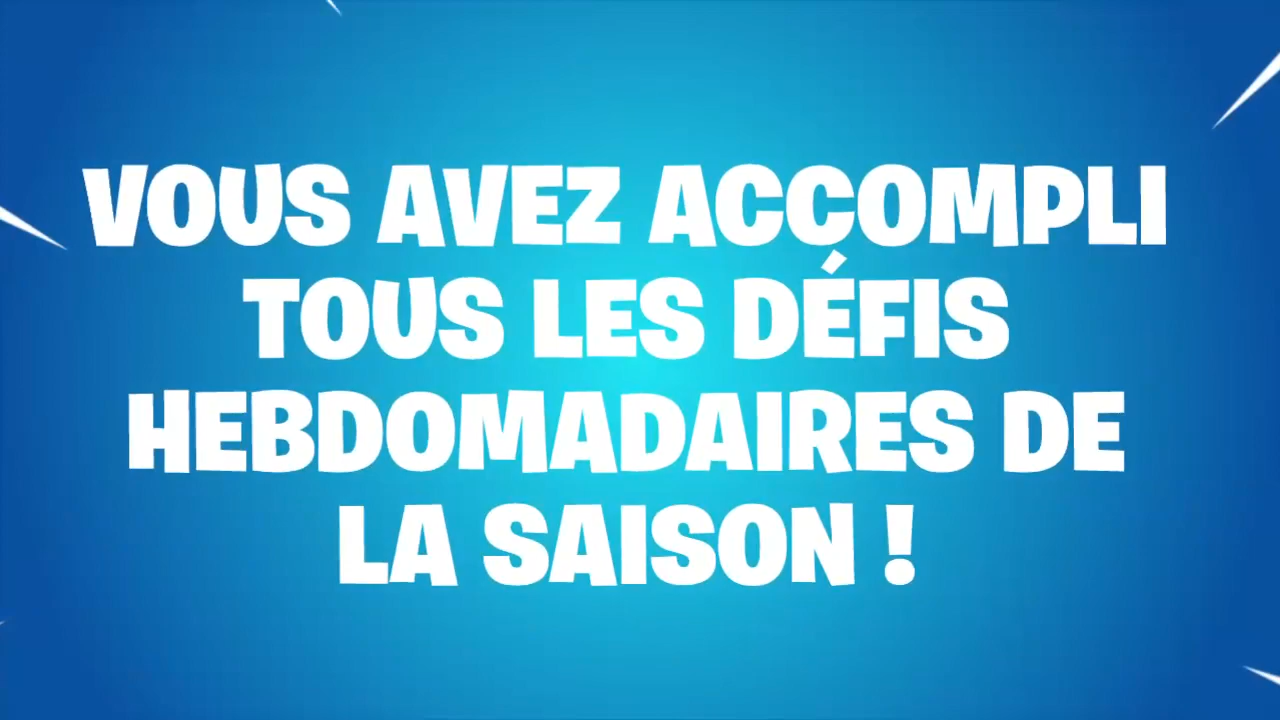 VOUS AVEZ ACCOMPLI
TOUS LES DÉFIS
HEBDOMADAIRES DE
LA SAISON !